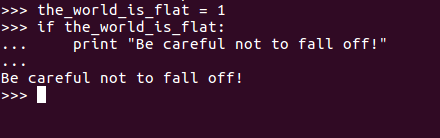 >>> the_world_is_flat = 1
>>> if the_world_is_flat:
...     print "Be careful not to fall off!"
...
Be careful not to fall off!
>>>